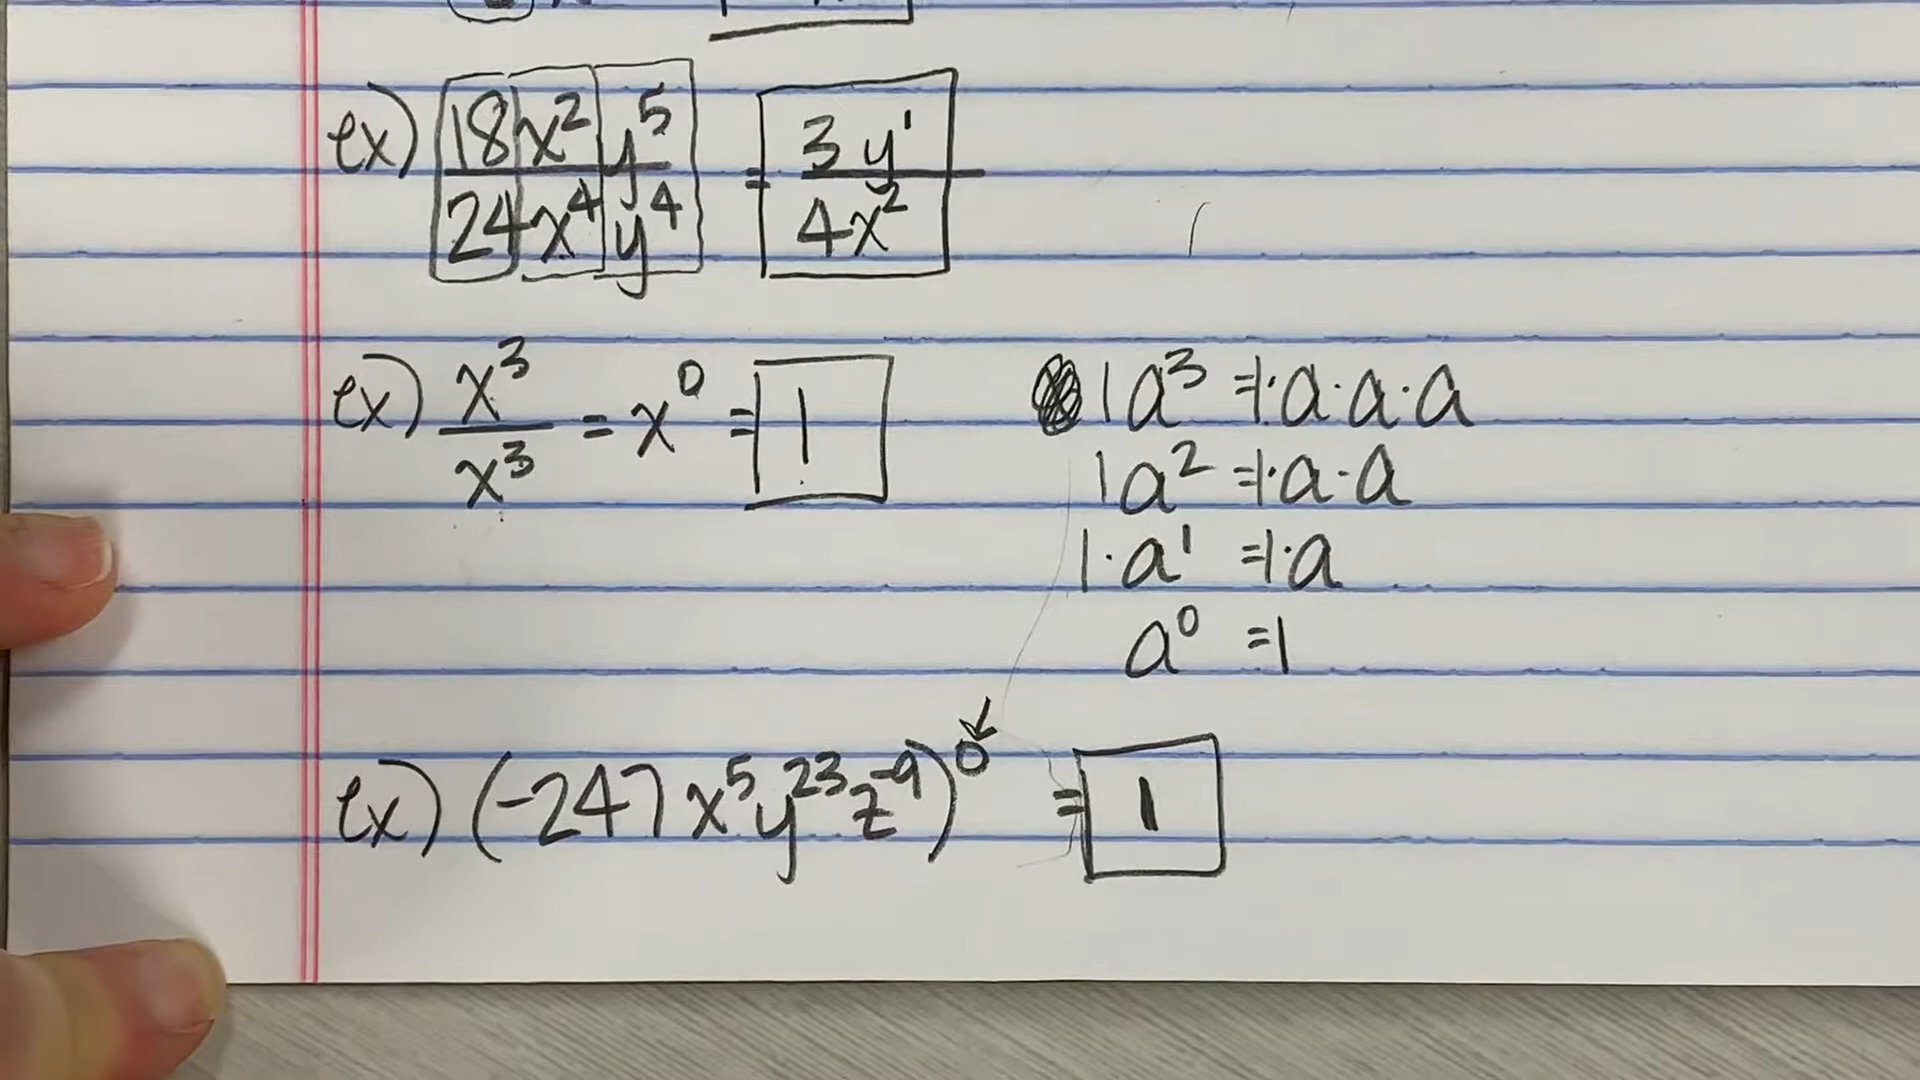 ex) 18x²y⁵ / 24x⁴y⁴ = 3y¹ / 4x²
ex) x³ / x³ = x⁰ = 1
1a³ = 1·a·a·a
1a² = 1·a·a
1·a¹ = 1·a
a⁰ = 1
ex) (-247x⁵y²³z⁻⁹)⁰ = 1